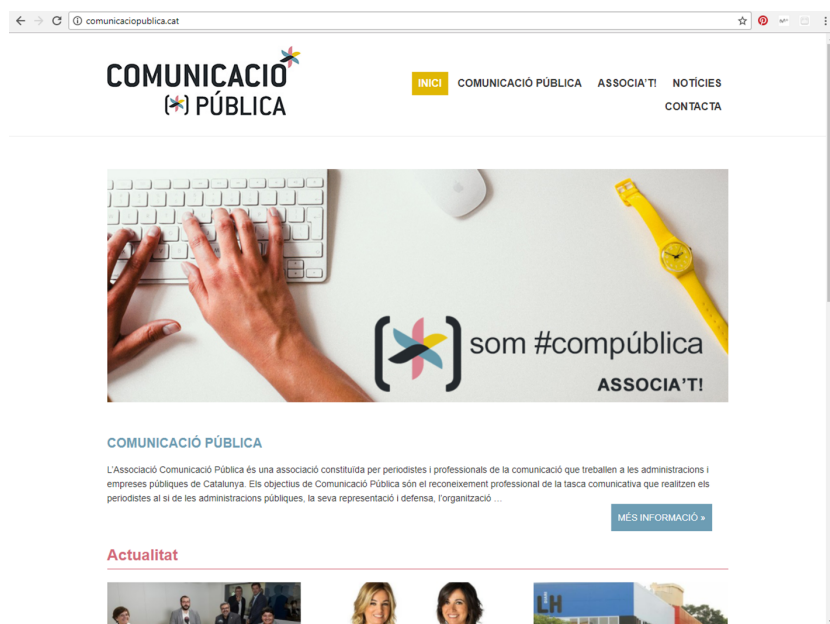 comunicaciopublica.cat
COMUNICACIO
PÚBLICA
INICI COMUNICACIÓ PÚBLICA ASSOCIA'T! NOTÍCIES
CONTACTA
som #compública
ASSOCIA'T!
COMUNICACIÓ PÚBLICA
L'Associació Comunicació Pública és una associació constituïda per periodistes i professionals de la comunicació que treballen a les administracions i
empreses públiques de Catalunya. Els objectius de Comunicació Pública són el reconeixement professional de la tasca comunicativa que realitzen els
periodistes al si de les administracions públiques, la seva representació i defensa, l'organització …
MÉS INFORMACIÓ »
Actualitat
LH